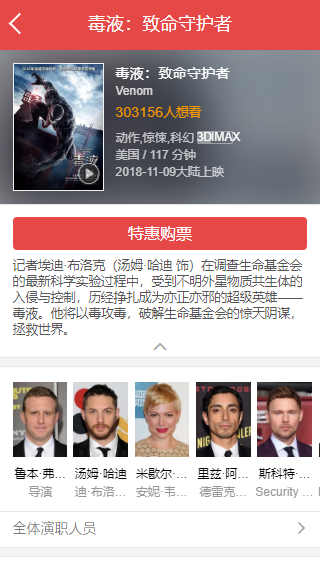 毒液：致命守护者
毒液：致命守护者
Venom
303156人想看
动作,惊悚,科幻 3D IMAX
美国 / 117 分钟
2018-11-09大陆上映
毒液
特惠购票
记者埃迪·布洛克（汤姆·哈迪 饰）在调查生命基金会
的最新科学实验过程中，受到不明外星物质共生体的
入侵与控制，历经挣扎成为亦正亦邪的超级英雄——
毒液。他将以毒攻毒，破解生命基金会的惊天阴谋，
拯救世界。
鲁本·弗... 汤姆·哈迪 米歇尔·... 里兹·阿... 斯科特·...
导演 迪·布洛... 安妮·韦... 德雷克... Security ...
全体演职人员